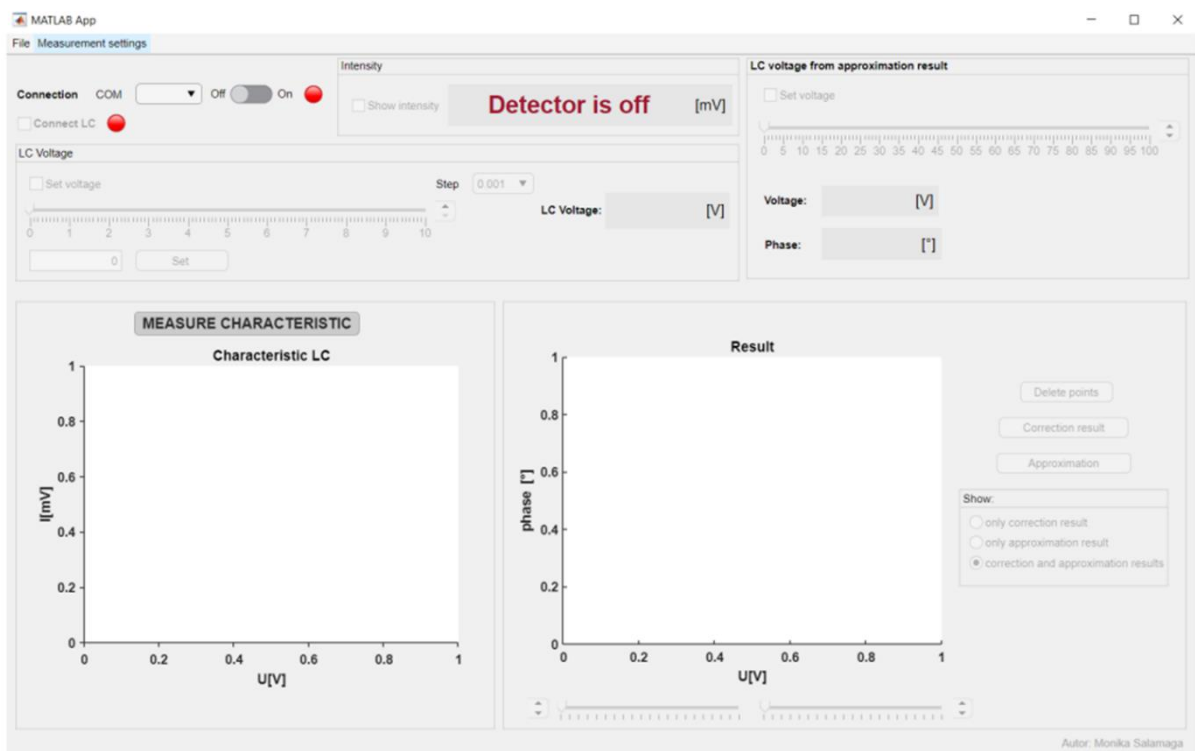 MATLAB App
File Measurement settings
Connection COM Off On
Connect LC
Intensity
Show intensity Detector is off [mV]
LC Voltage
Set voltage
Step 0.001
LC Voltage: [V]
0 1 2 3 4 5 6 7 8 9 10
0 Set
LC voltage from approximation result
Set voltage
0 5 10 15 20 25 30 35 40 45 50 55 60 65 70 75 80 85 90 95 100
Voltage: [V]
Phase: [°]
MEASURE CHARACTERISTIC
Characteristic LC
1
0.8
0.6
0.4
0.2
0
I[mV]
0 0.2 0.4 0.6 0.8 1
U[V]
Result
1
0.8
0.6
0.4
0.2
0
phase [°]
0 0.2 0.4 0.6 0.8 1
U[V]
Delete points
Correction result
Approximation
Show:
only correction result
only approximation result
correction and approximation results
Autor: Monika Salamaga